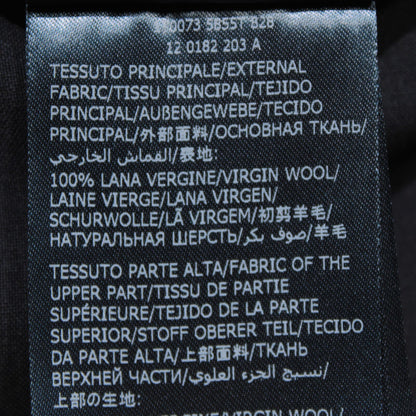 12 0182 203 A
TESSUTO PRINCIPALE/EXTERNAL
FABRIC/TISSU PRINCIPAL/TEJIDO
PRINCIPAL/AUßENGEWEBE/TECIDO
PRINCIPAL/外部面料/ОСНОВНАЯ ТКАНЬ/
القماش الخارجي/表地:
100% LANA VERGINE/VIRGIN WOOL/
LAINE VIERGE/LANA VIRGEN/
SCHURWOLLE/LÃ VIRGEM/初剪羊毛/
НАТУРАЛЬНАЯ ШЕРСТЬ/صوف بكر/羊毛
TESSUTO PARTE ALTA/FABRIC OF THE
UPPER PART/TISSU DE PARTIE
SUPÉRIEURE/TEJIDO DE LA PARTE
SUPERIOR/STOFF OBERER TEIL/TECIDO
DA PARTE ALTA/上部面料/ТКАНЬ
ВЕРХНЕЙ ЧАСТИ/نسيج الجزء العلوي/
上部の生地:
WOOL